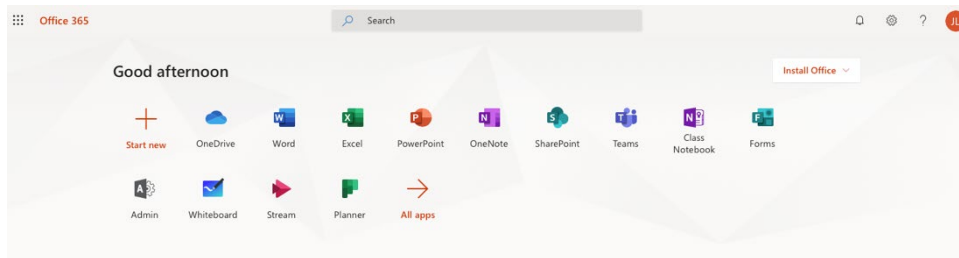 Office 365
Search
?
JL
Good afternoon
Install Office
Start new
OneDrive
W
Word
X
Excel
P
PowerPoint
N
OneNote
S
SharePoint
T
Teams
N
Class
Notebook
F
Forms
A
Admin
Whiteboard
Stream
Planner
All apps